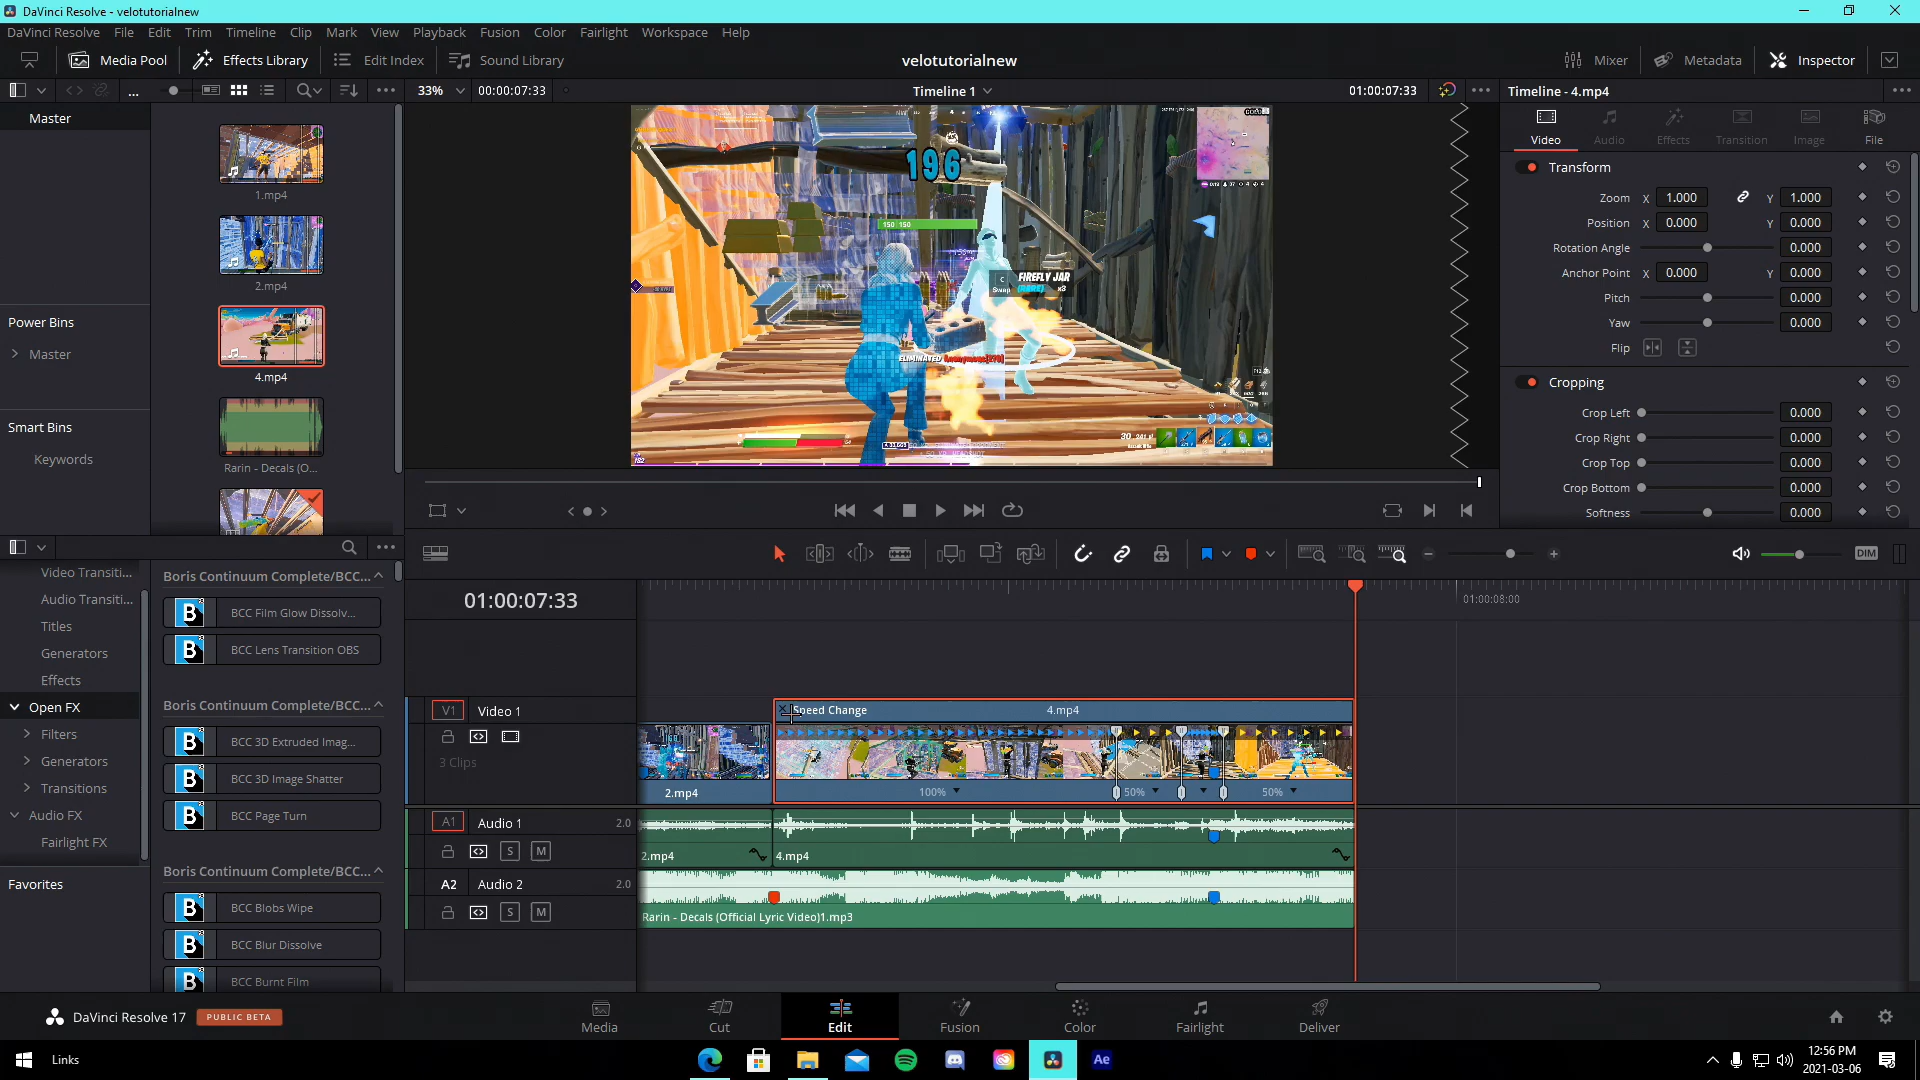 DaVinci Resolve - velotutorialnew
DaVinci Resolve File Edit Trim Timeline Clip Mark View Playback Fusion Color Fairlight Workspace Help
Media Pool Effects Library Edit Index Sound Library velotutorialnew Mixer Metadata Inspector
... 33% 00:00:07:33 Timeline 1 01:00:07:33 Timeline - 4.mp4
Master
1.mp4
2.mp4
4.mp4
Rarin - Decals (O...
Power Bins
Master
Smart Bins
Keywords
196
150 150
C
Swap
FIREFLY JAR
x3
ELIMINATED
30
Video Audio Effects Transition Image File
Transform
Zoom X 1.000 Y 1.000
Position X 0.000 Y 0.000
Rotation Angle 0.000
Anchor Point X 0.000 Y 0.000
Pitch 0.000
Yaw 0.000
Flip
Cropping
Crop Left 0.000
Crop Right 0.000
Crop Top 0.000
Crop Bottom 0.000
Softness 0.000
DIM
Video Transiti...
Audio Transiti...
Titles
Generators
Effects
Open FX
Filters
Generators
Transitions
Audio FX
Fairlight FX
Favorites
Boris Continuum Complete/BCC...
B BCC Film Glow Dissolv...
B BCC Lens Transition OBS
Boris Continuum Complete/BCC...
B BCC 3D Extruded Imag...
B BCC 3D Image Shatter
B BCC Page Turn
Boris Continuum Complete/BCC...
B BCC Blobs Wipe
B BCC Blur Dissolve
B BCC Burnt Film
01:00:07:33
01:00:08:00
V1 Video 1
3 Clips
Speed Change 4.mp4
2.mp4 100% 50% 50%
A1 Audio 1 2.0
S M
2.mp4 4.mp4
A2 Audio 2 2.0
S M
Rarin - Decals (Official Lyric Video)1.mp3
DaVinci Resolve 17 PUBLIC BETA
Media Cut Edit Fusion Color Fairlight Deliver
Links
Ae
12:56 PM
2021-03-06